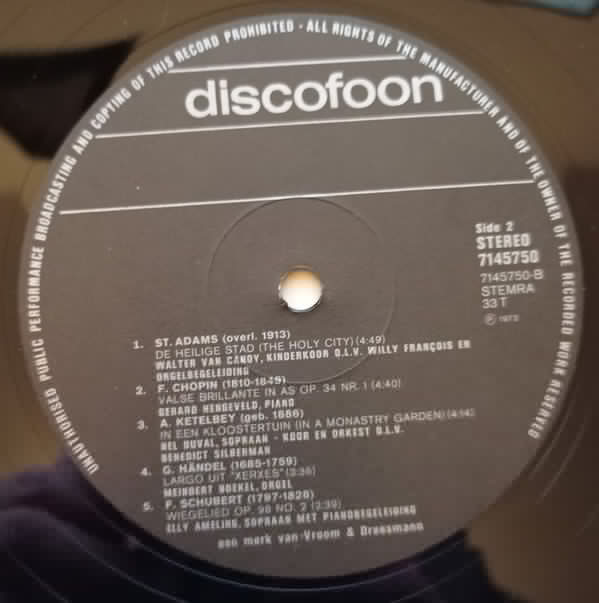 UNAUTHORISED PUBLIC PERFORMANCE BROADCASTING AND COPYING OF THIS RECORD PROHIBITED - ALL RIGHTS OF THE MANUFACTURER AND OF THE OWNER OF THE RECORDED WORK RESERVED
discofoon
Side 2
STEREO
7145750
7145750-B
STEMRA
33 T
℗ 1973
1. ST. ADAMS (overl. 1913)
DE HEILIGE STAD (THE HOLY CITY) (4:49)
WALTER VAN CANOY, KINDERKOOR O.L.V. WILLY FRANÇOIS EN
ORGELBEGELEIDING
2. F. CHOPIN (1810-1849)
VALSE BRILLANTE IN AS OP. 34 NR. 1 (4:40)
GERARD HENGEVELD, PIANO
3. A. KETELBEY (geb. 1886)
IN EEN KLOOSTERTUIN (IN A MONASTRY GARDEN) (4:14)
NEL DUVAL, SOPRAAN - KOOR EN ORKEST O.L.V.
BENEDICT SILBERMAN
4. G. HÄNDEL (1685-1759)
LARGO UIT "XERXES" (3:36)
MEINDERT BOEKEL, ORGEL
5. F. SCHUBERT (1797-1828)
WIEGELIED OP. 98 NO. 2 (2:39)
ELLY AMELING, SOPRAAN MET PIANOBEGELEIDING
een merk van Vroom & Dreesmann